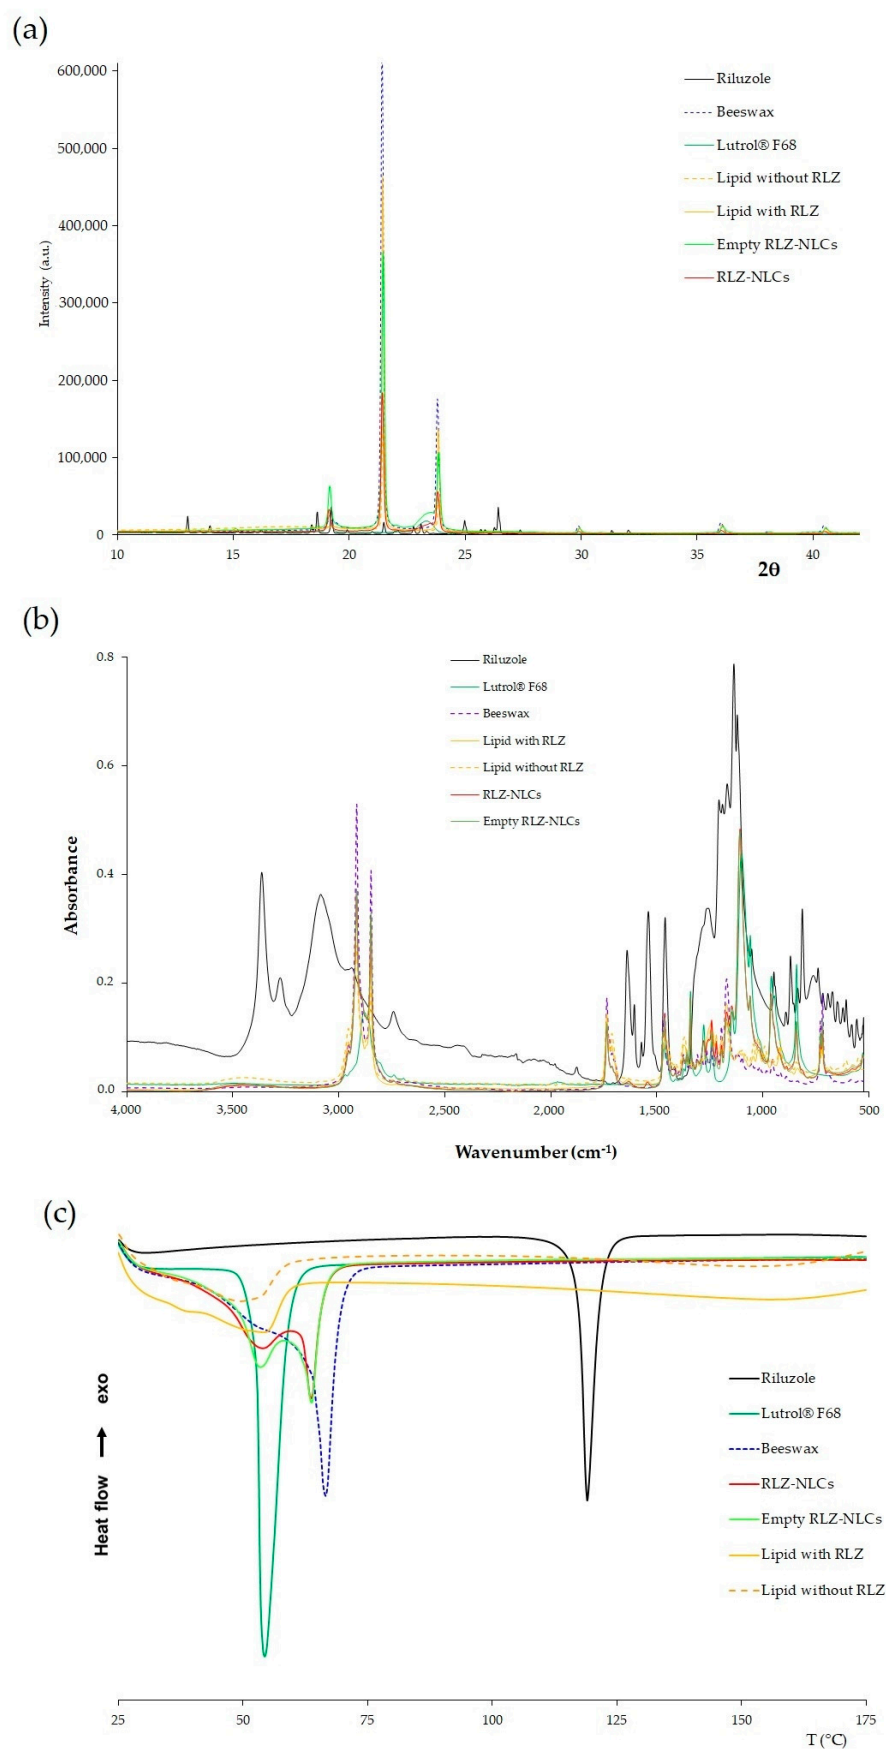 (a)
600,000
500,000
400,000
300,000
200,000
100,000
0
Intensity (a.u.)
10 15 20 25 30 35 40
2θ
Riluzole
Beeswax
Lutrol® F68
Lipid without RLZ
Lipid with RLZ
Empty RLZ-NLCs
RLZ-NLCs
(b)
0.8
0.6
0.4
0.2
0.0
Absorbance
4,000 3,500 3,000 2,500 2,000 1,500 1,000 500
Wavenumber (cm-1)
Riluzole
Lutrol® F68
Beeswax
Lipid with RLZ
Lipid without RLZ
RLZ-NLCs
Empty RLZ-NLCs
(c)
Heat flow → exo
Riluzole
Lutrol® F68
Beeswax
RLZ-NLCs
Empty RLZ-NLCs
Lipid with RLZ
Lipid without RLZ
25 50 75 100 125 150 175
T (°C)